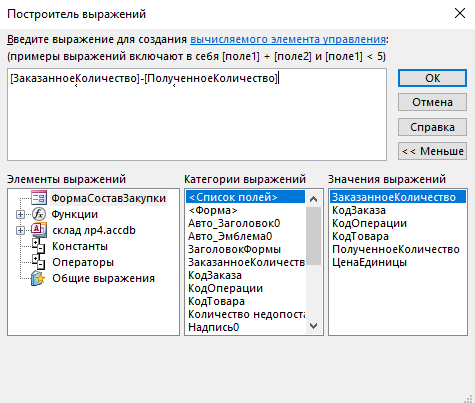 Построитель выражений
Введите выражение для создания вычисляемого элемента управления:
(примеры выражений включают в себя [поле1] + [поле2] и [поле1] < 5)
[ЗаказанноеКоличество]-[ПолученноеКоличество]
ОК
Отмена
Справка
<< Меньше
Элементы выражений
ФормаСоставЗакупки
Функции
склад лр4.accdb
Константы
Операторы
Общие выражения
Категории выражений
<Список полей>
<Форма>
Авто_Заголовок0
Авто_Эмблема0
ЗаголовокФормы
ЗаказанноеКоличеств
КодЗаказа
КодОперации
КодТовара
Количество недопоста
Надпись0
Значения выражений
ЗаказанноеКоличество
КодЗаказа
КодОперации
КодТовара
ПолученноеКоличество
ЦенаЕдиницы